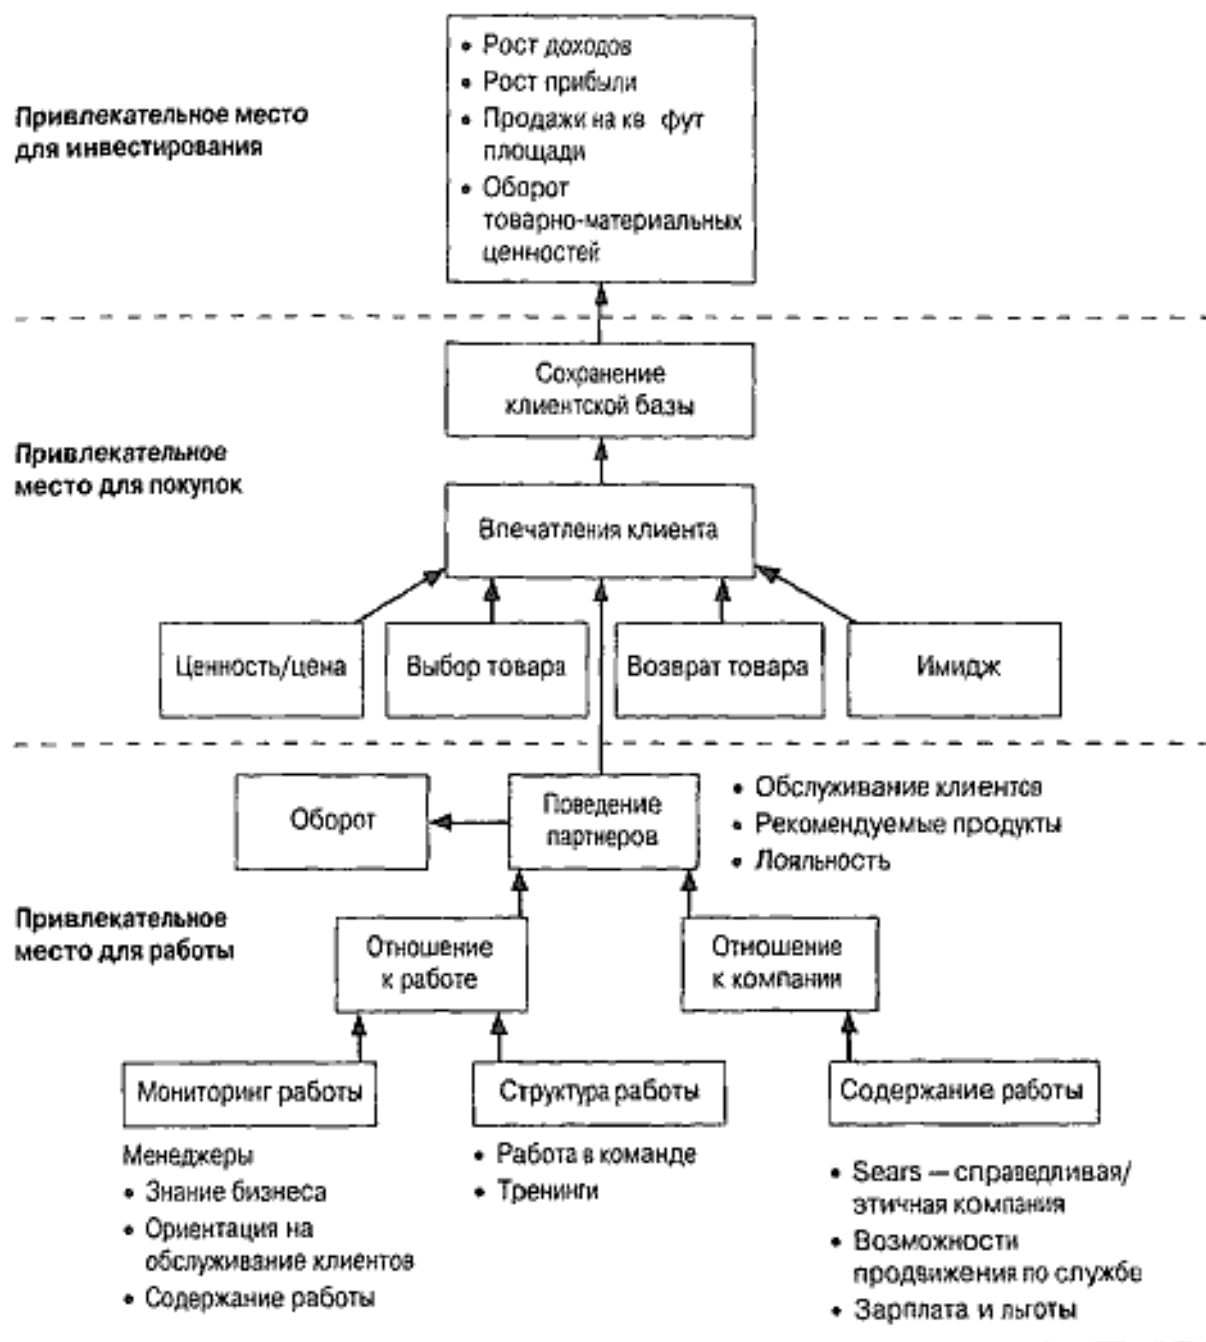 • Рост доходов
• Рост прибыли
• Продажи на кв фут
площади
• Оборот
товарно-материальных
ценностей
Привлекательное место
для инвестирования
Сохранение
клиентской базы
Привлекательное
место для покупок
Впечатления клиента
Ценность/цена
Выбор товара
Возврат товара
Имидж
Оборот
Поведение
партнеров
• Обслуживание клиентов
• Рекомендуемые продукты
• Лояльность
Привлекательное
место для работы
Отношение
к работе
Отношение
к компании
Мониторинг работы
Структура работы
Содержание работы
Менеджеры
• Знание бизнеса
• Ориентация на
обслуживание клиентов
• Содержание работы
• Работа в команде
• Тренинги
• Sears — справедливая/
этичная компания
• Возможности
продвижения по службе
• Зарплата и льготы